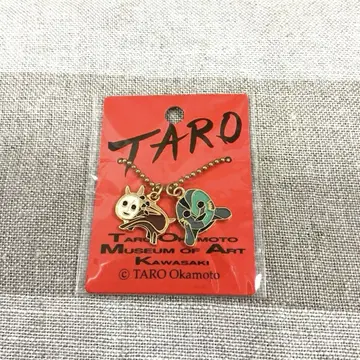 TARO
TARO OKAMOTO
MUSEUM OF ART
KAWASAKI
© TARO Okamoto